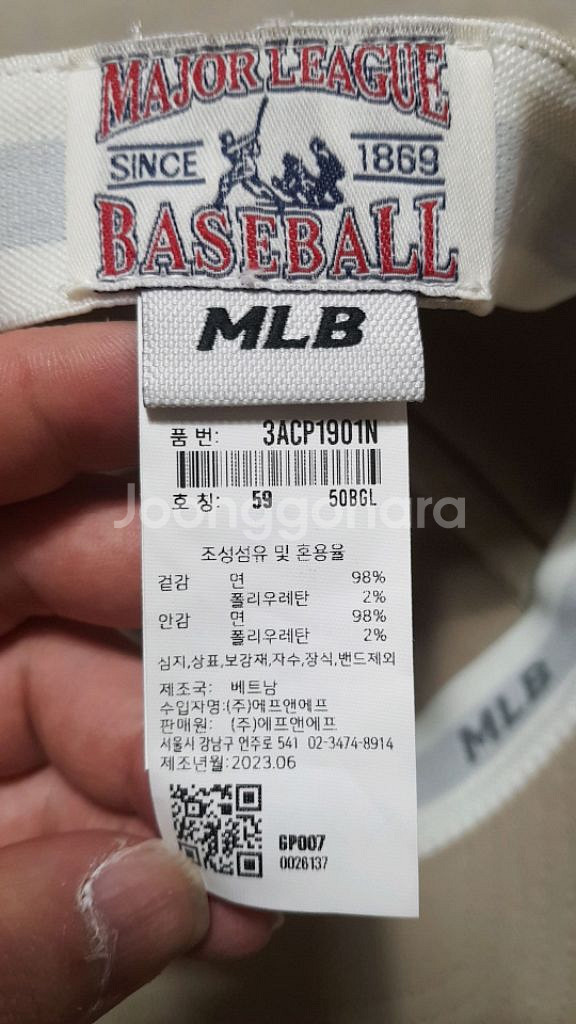 MAJOR LEAGUE
SINCE 1869
BASEBALL
MLB
품 번: 3ACP1901N
호 칭: 59 50BGL
Joonggonara
조성섬유 및 혼용율
겉감 면 98%
폴리우레탄 2%
안감 면 98%
폴리우레탄 2%
심지,상표,보강재,자수,장식,밴드제외
제조국: 베트남
수입자명:(주)에프앤에프
판매원: (주)에프앤에프
서울시 강남구 언주로 541 02-3474-8914
제조년월:2023.06
GP007
0026137
MLB